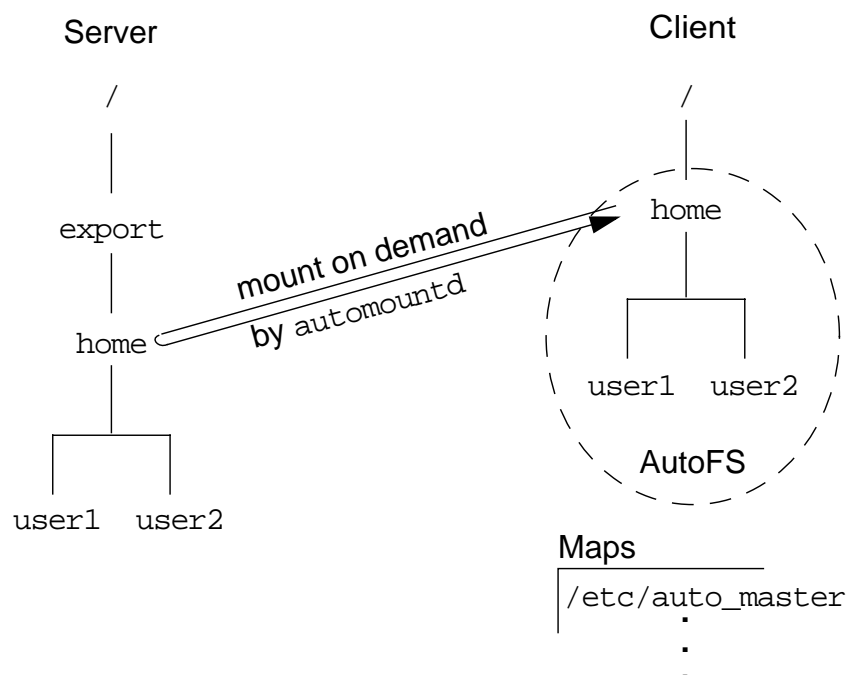 Server
Client
/
/
export
home
mount on demand
by automountd
home
user1 user2
user1 user2
AutoFS
Maps
/etc/auto_master
.
.
.